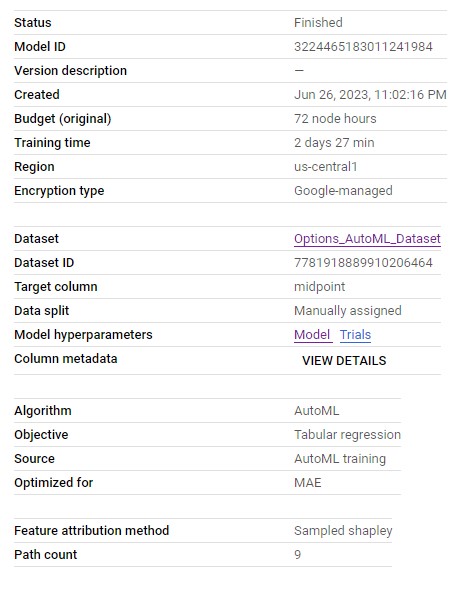 Status Finished
Model ID 3224465183011241984
Version description —
Created Jun 26, 2023, 11:02:16 PM
Budget (original) 72 node hours
Training time 2 days 27 min
Region us-central1
Encryption type Google-managed
Dataset Options_AutoML_Dataset
Dataset ID 7781918889910206464
Target column midpoint
Data split Manually assigned
Model hyperparameters Model Trials
Column metadata VIEW DETAILS
Algorithm AutoML
Objective Tabular regression
Source AutoML training
Optimized for MAE
Feature attribution method Sampled shapley
Path count 9